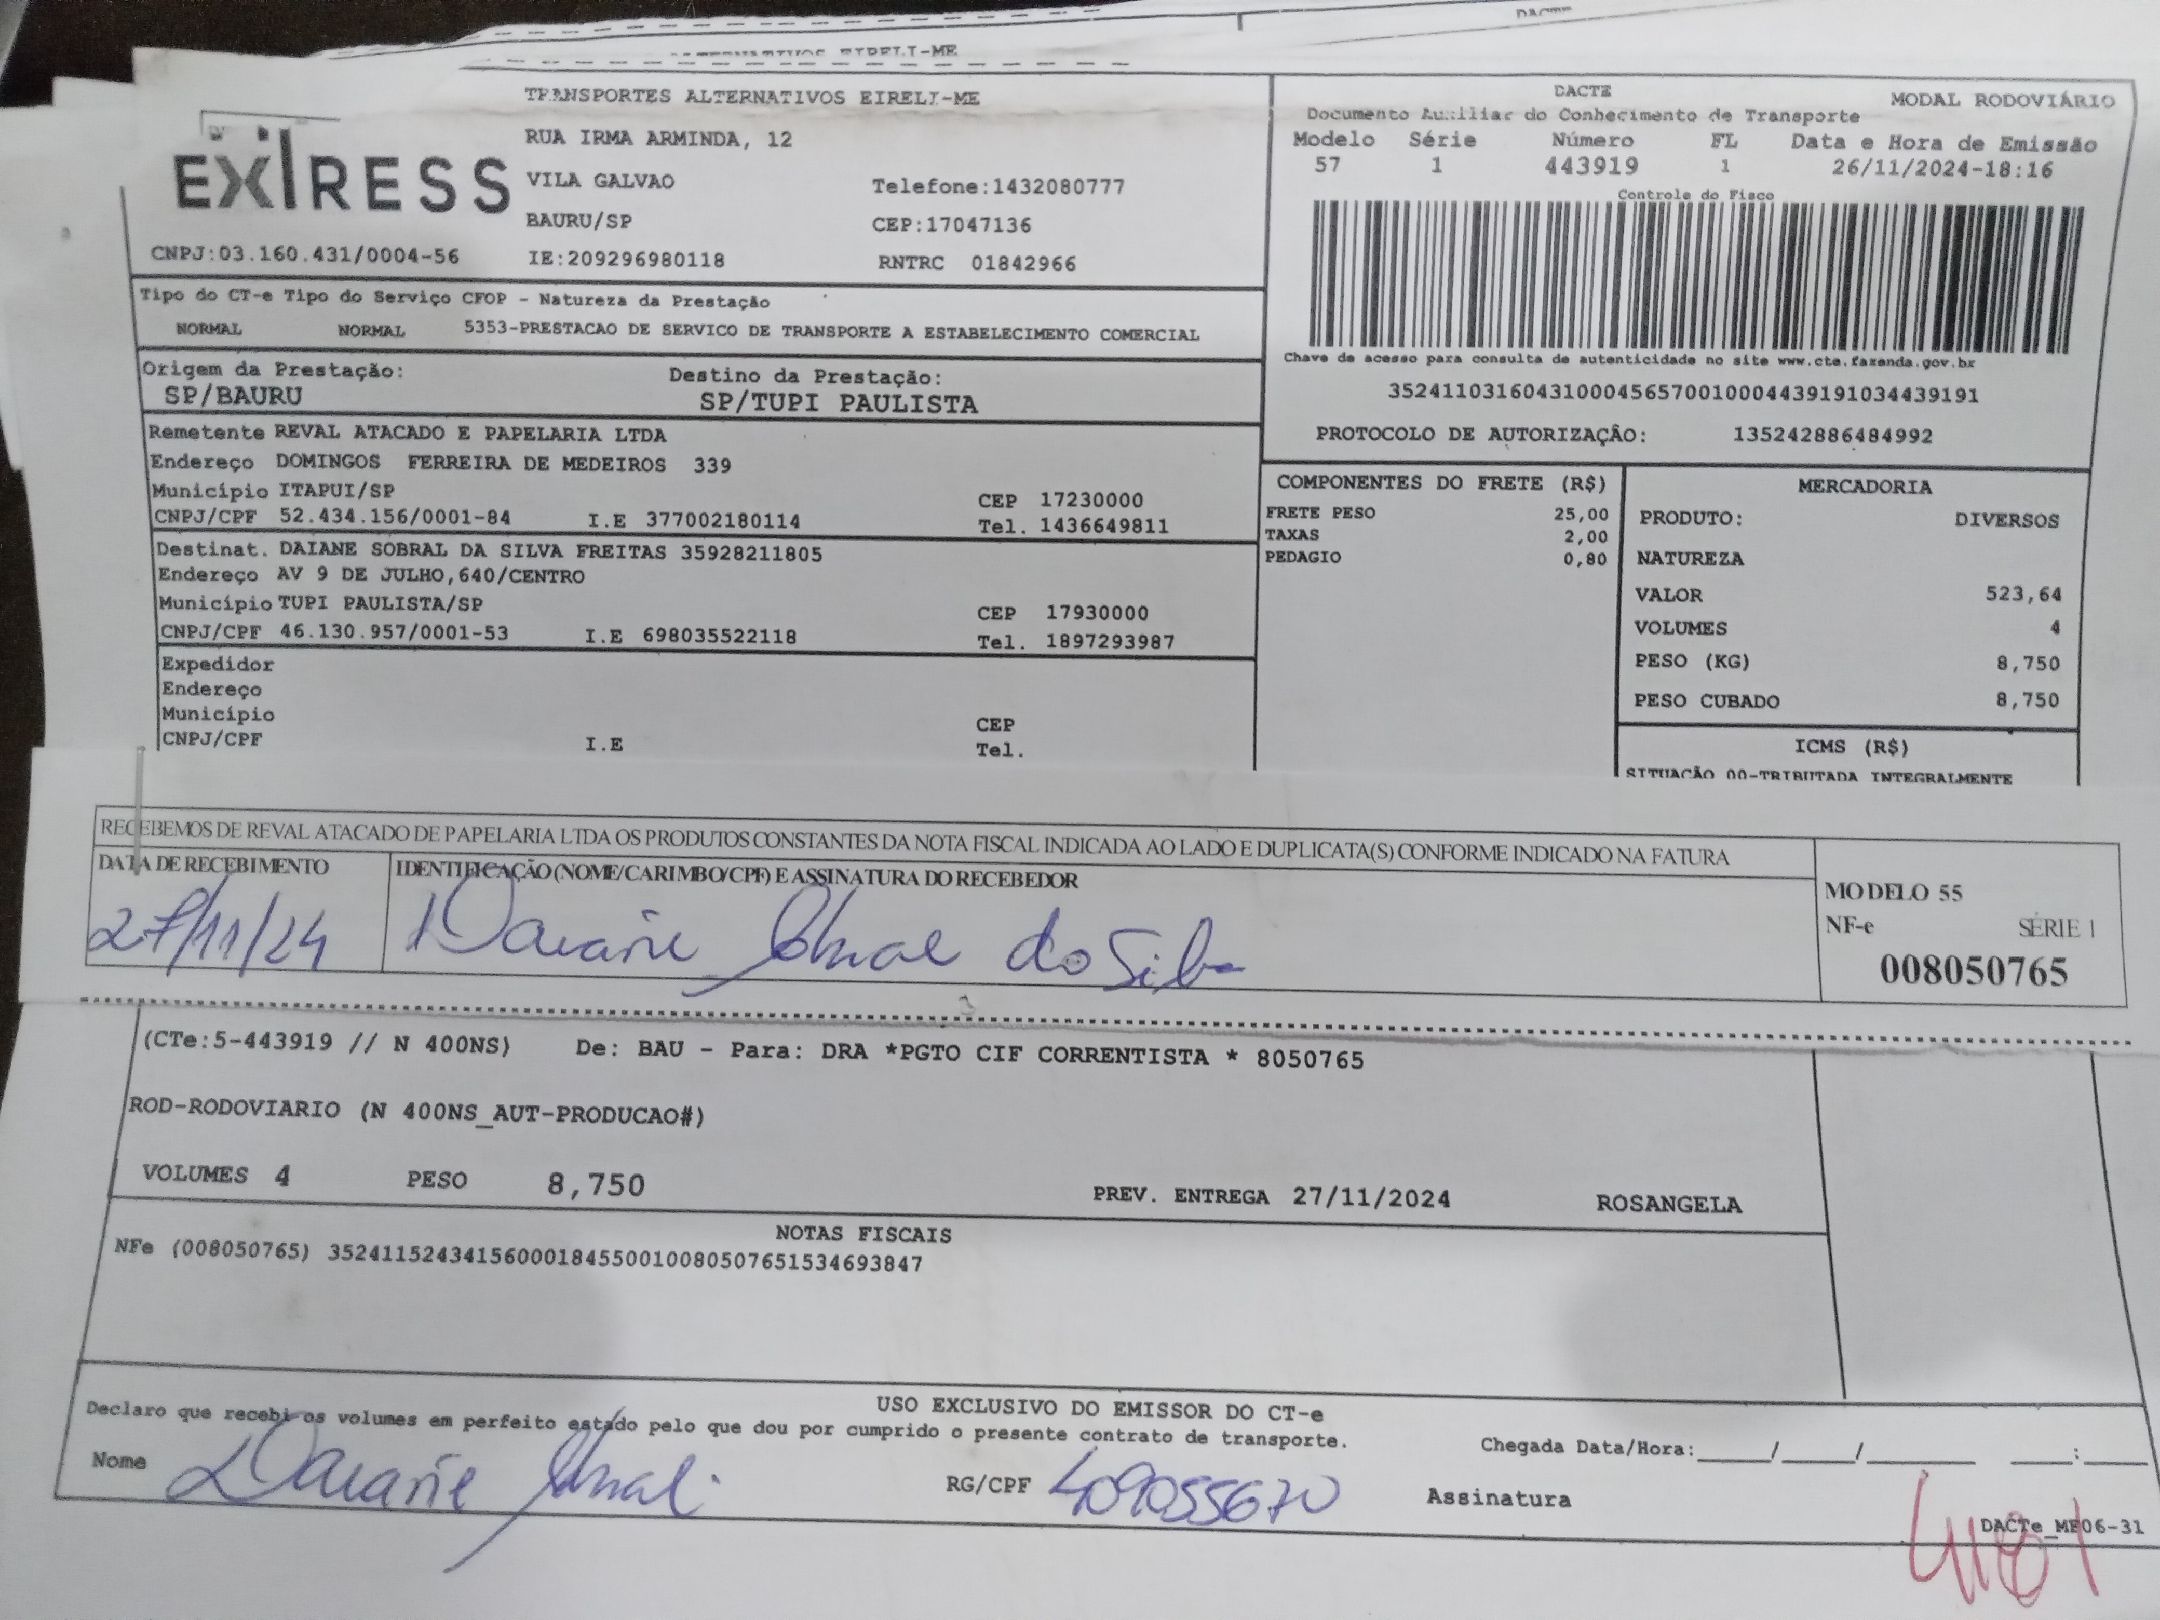 DACTE
ALTERNATIVOS EIRELI-ME
TRANSPORTES ALTERNATIVOS EIRELI-ME
EXPRESS
RUA IRMA ARMINDA, 12
VILA GALVAO
Telefone:1432080777
BAURU/SP
CEP:17047136
CNPJ:03.160.431/0004-56
IE:209296980118
RNTRC 01842966
DACTE
MODAL RODOVIÁRIO
Documento Auxiliar do Conhecimento de Transporte
Modelo Série Número FL Data e Hora de Emissão
57 1 443919 1 26/11/2024-18:16
Controle do Fisco
Chave de acesso para consulta de autenticidade no site www.cte.fazenda.gov.br
35241103160431000456570010004439191034439191
PROTOCOLO DE AUTORIZAÇÃO: 135242886484992
Tipo do CT-e Tipo do Serviço CFOP - Natureza da Prestação
NORMAL NORMAL 5353-PRESTACAO DE SERVICO DE TRANSPORTE A ESTABELECIMENTO COMERCIAL
Origem da Prestação: Destino da Prestação:
SP/BAURU SP/TUPI PAULISTA
Remetente REVAL ATACADO E PAPELARIA LTDA
Endereço DOMINGOS FERREIRA DE MEDEIROS 339
Município ITAPUI/SP CEP 17230000
CNPJ/CPF 52.434.156/0001-84 I.E 377002180114 Tel. 1436649811
Destinat. DAIANE SOBRAL DA SILVA FREITAS 35928211805
Endereço AV 9 DE JULHO,640/CENTRO
Município TUPI PAULISTA/SP CEP 17930000
CNPJ/CPF 46.130.957/0001-53 I.E 698035522118 Tel. 1897293987
Expedidor
Endereço
Município CEP
CNPJ/CPF I.E Tel.
COMPONENTES DO FRETE (R$)
FRETE PESO 25,00
TAXAS 2,00
PEDAGIO 0,80
MERCADORIA
PRODUTO: DIVERSOS
NATUREZA
VALOR 523,64
VOLUMES 4
PESO (KG) 8,750
PESO CUBADO 8,750
ICMS (R$)
SITUAÇÃO 00-TRIBUTADA INTEGRALMENTE
RECEBEMOS DE REVAL ATACADO DE PAPELARIA LTDA OS PRODUTOS CONSTANTES DA NOTA FISCAL INDICADA AO LADO E DUPLICATA(S) CONFORME INDICADO NA FATURA
DATA DE RECEBIMENTO IDENTIFICAÇÃO (NOME/CARIMBO/CPF) E ASSINATURA DO RECEBEDOR
27/11/24 Daiane Sobral da Silva
MODELO 55
NF-e SÉRIE 1
008050765
(CTe:5-443919 // N 400NS) De: BAU - Para: DRA *PGTO CIF CORRENTISTA * 8050765
ROD-RODOVIARIO (N 400NS_AUT-PRODUCAO#)
VOLUMES 4 PESO 8,750 PREV. ENTREGA 27/11/2024 ROSANGELA
NOTAS FISCAIS
NFe (008050765) 35241152434156000184550010080507651534693847
USO EXCLUSIVO DO EMISSOR DO CT-e
Declaro que recebi os volumes em perfeito estado pelo que dou por cumprido o presente contrato de transporte.
Chegada Data/Hora:____/____/______ ____:____
Nome Daiane Sobral. RG/CPF 409055670 Assinatura
DACTe_ME06-31